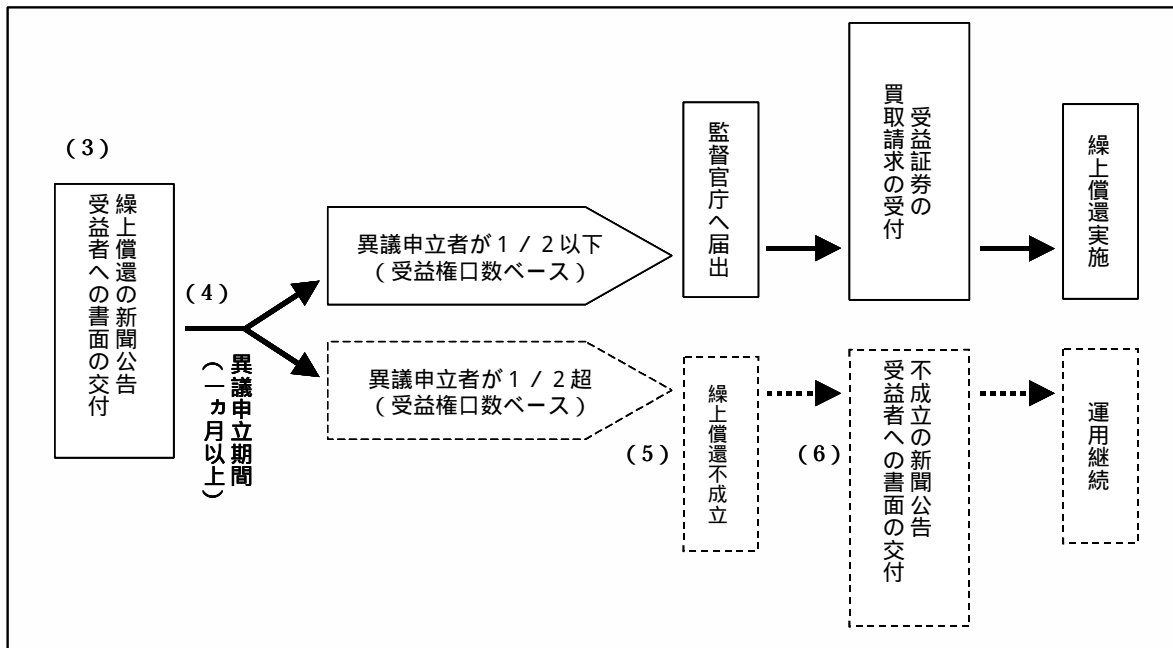 （３）
繰上償還の新聞公告
受益者への書面の交付
（４）
異議申立期間
（一ヵ月以上）
異議申立者が１／２以下
（受益権口数ベース）
監督官庁へ届出
受益証券の
買取請求の受付
繰上償還実施
異議申立者が１／２超
（受益権口数ベース）
（５）
繰上償還不成立
（６）
不成立の新聞公告
受益者への書面の交付
運用継続